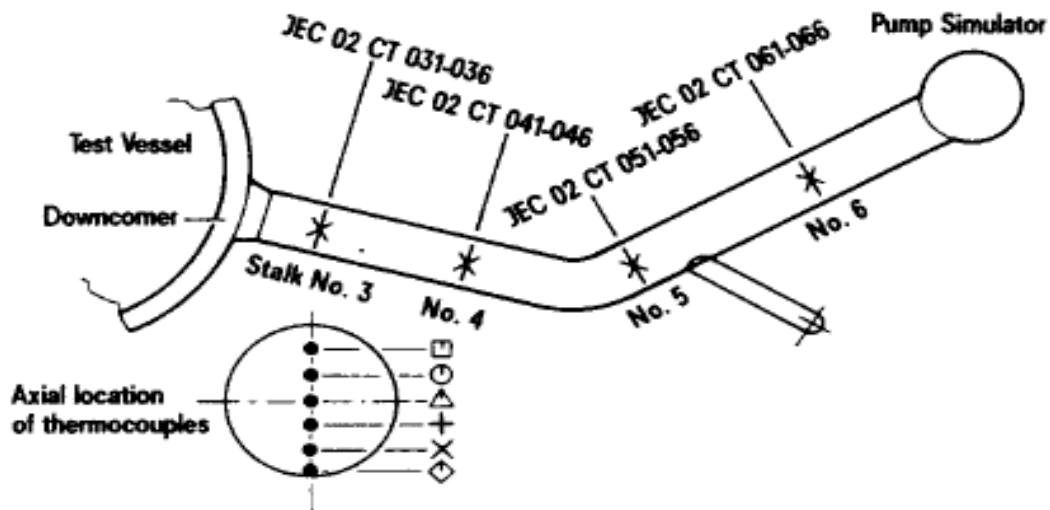 Pump Simulator
JEC 02 CT 031-036
JEC 02 CT 041-046
JEC 02 CT 061-066
JEC 02 CT 051-056
Test Vessel
Downcomer
Stalk No. 3
No. 4
No. 5
No. 6
Axial location
of thermocouples